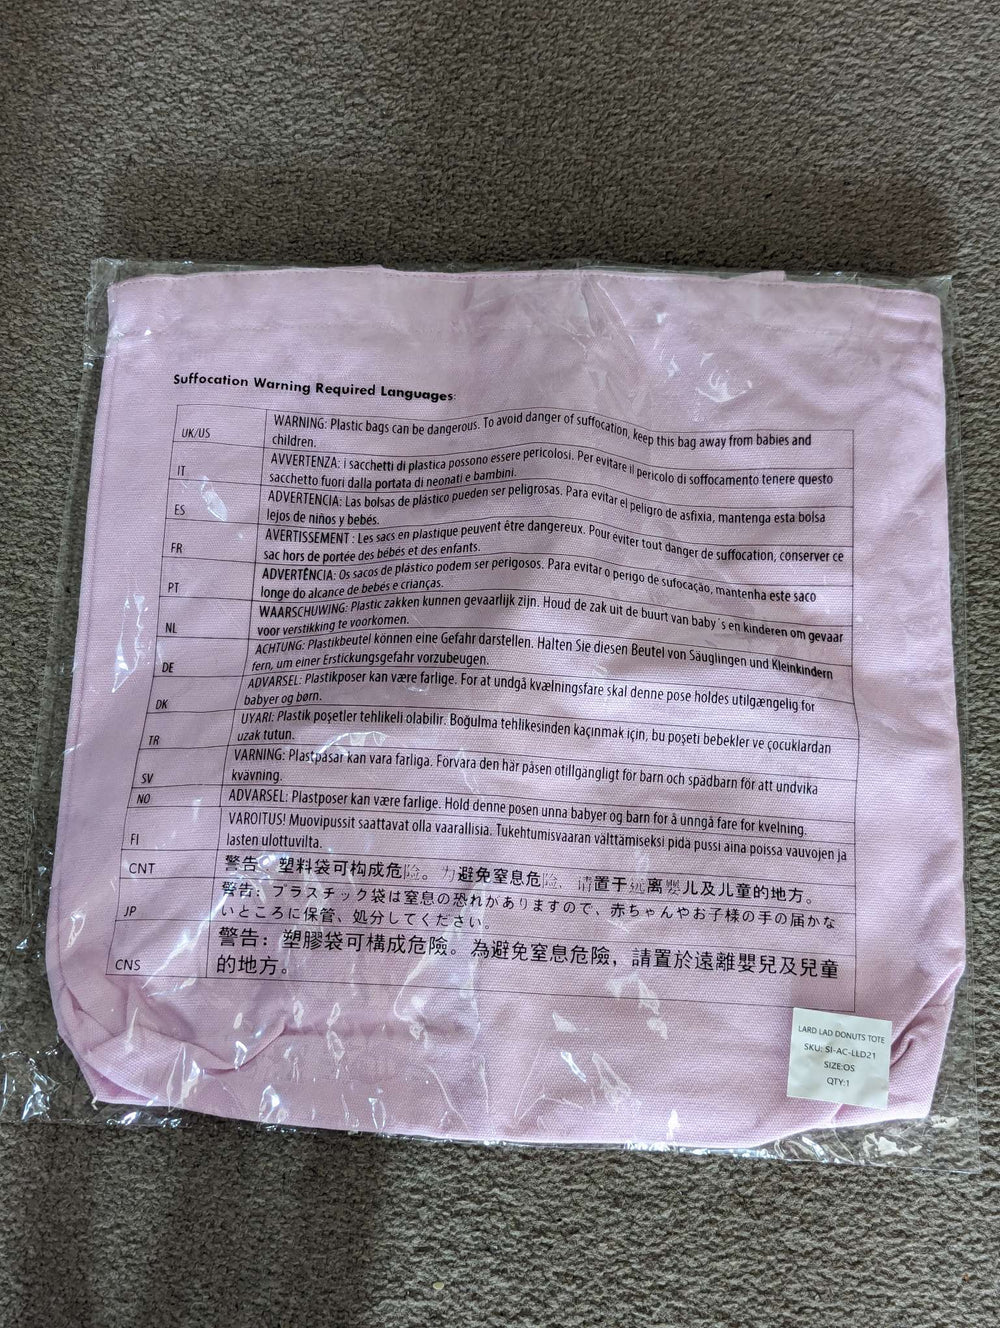 Suffocation Warning Required Languages:
UK/US WARNING: Plastic bags can be dangerous. To avoid danger of suffocation, keep this bag away from babies and
children.
IT AVVERTENZA: i sacchetti di plastica possono essere pericolosi. Per evitare il pericolo di soffocamento tenere questo
sacchetto fuori dalla portata di neonati e bambini.
ES ADVERTENCIA: Las bolsas de plástico pueden ser peligrosas. Para evitar el peligro de asfixia, mantenga esta bolsa
lejos de niños y bebés.
FR AVERTISSEMENT : Les sacs en plastique peuvent être dangereux. Pour éviter tout danger de suffocation, conserver ce
sac hors de portée des bébés et des enfants.
PT ADVERTÊNCIA: Os sacos de plástico podem ser perigosos. Para evitar o perigo de sufocação, mantenha este saco
longe do alcance de bebés e crianças.
NL WAARSCHUWING: Plastic zakken kunnen gevaarlijk zijn. Houd de zak uit de buurt van baby´s en kinderen om gevaar
voor verstikking te voorkomen.
DE ACHTUNG: Plastikbeutel können eine Gefahr darstellen. Halten Sie diesen Beutel von Säuglingen und Kleinkindern
fern, um einer Erstickungsgefahr vorzubeugen.
DK ADVARSEL: Plastikposer kan være farlige. For at undgå kvælningsfare skal denne pose holdes utilgængelig for
babyer og børn.
TR UYARI: Plastik poşetler tehlikeli olabilir. Boğulma tehlikesinden kaçınmak için, bu poşeti bebekler ve çocuklardan
uzak tutun.
SV VARNING: Plastpåsar kan vara farliga. Förvara den här påsen otillgängligt för barn och spädbarn för att undvika
kvävning.
NO ADVARSEL: Plastposer kan være farlige. Hold denne posen unna babyer og barn for å unngå fare for kvelning.
FI VAROITUS! Muovipussit saattavat olla vaarallisia. Tukehtumisvaaran välttämiseksi pidä pussi aina poissa vauvojen ja
lasten ulottuvilta.
CNT 警告：塑料袋可构成危险。为避免窒息危险，请置于远离婴儿及儿童的地方。
JP 警告：プラスチック袋は窒息の恐れがありますので、赤ちゃんやお子様の手の届かな
いところに保管、処分してください。
CNS 警告：塑膠袋可構成危險。為避免窒息危險，請置於遠離嬰兒及兒童
的地方。
LARD LAD DONUTS TOTE
SKU: SI-AC-LLD21
SIZE:OS
QTY:1